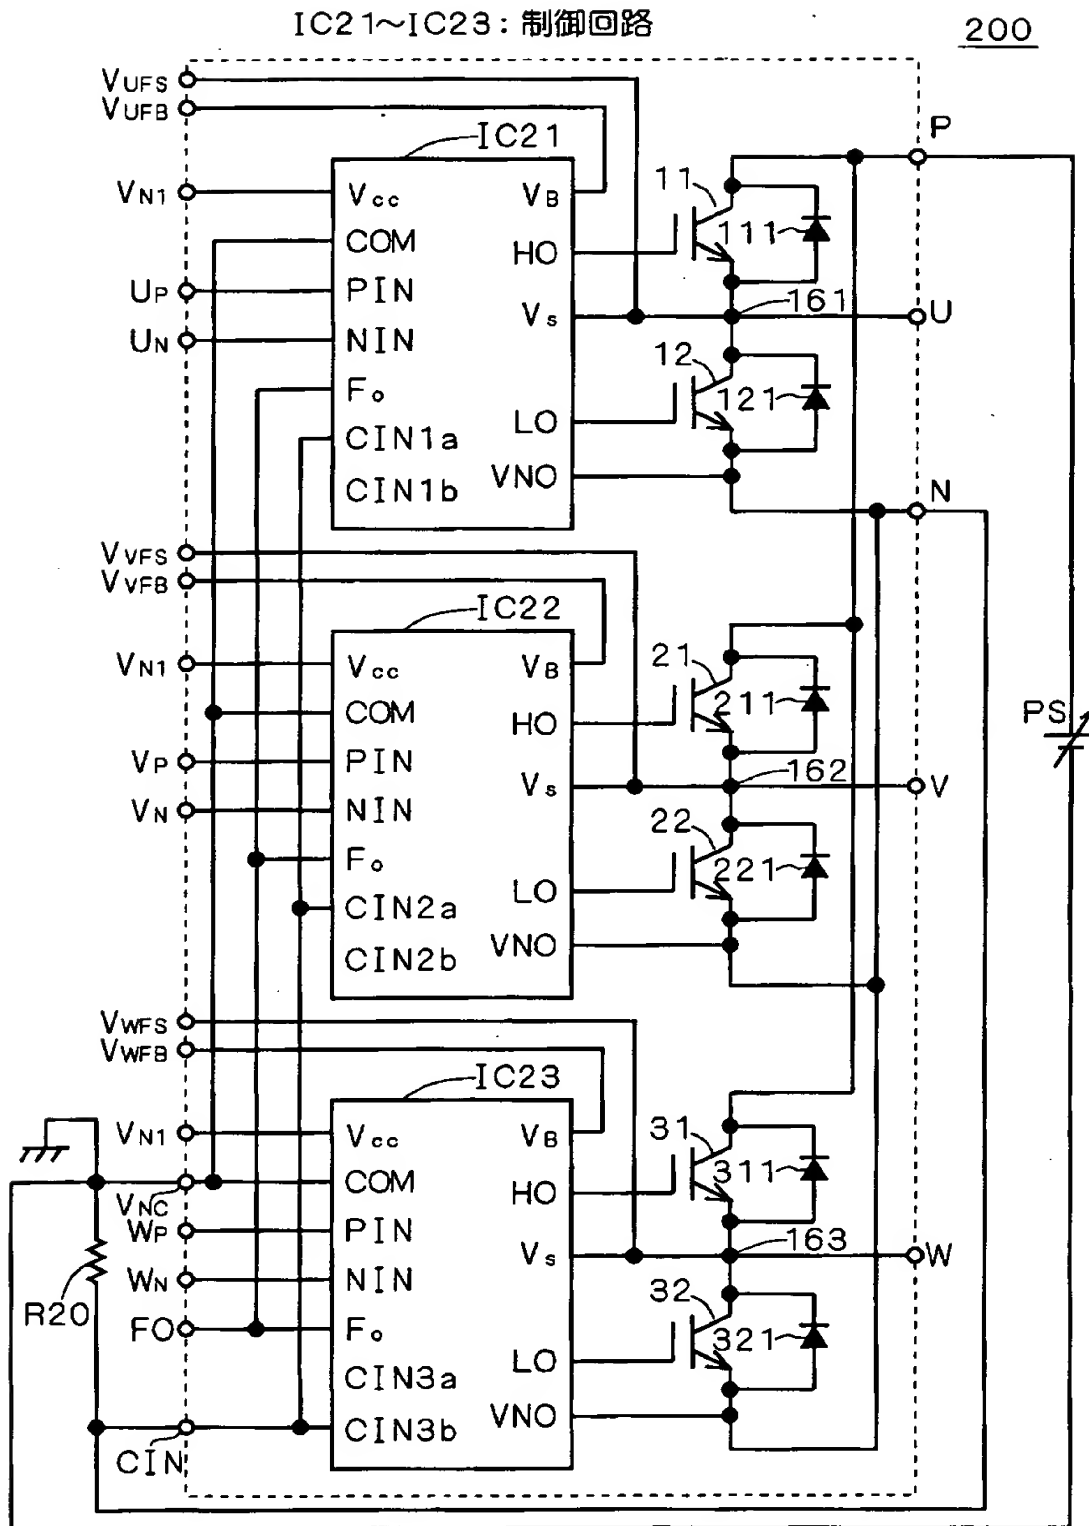 IC21～IC23：制御回路
200
VUFS
VUFB
IC21
P
VN1
Vcc
VB
11
111
COM
HO
UP
PIN
Vs
161
U
UN
NIN
12
121
Fo
LO
CIN1a
VNO
CIN1b
N
VVFS
VVFB
IC22
VN1
Vcc
VB
21
211
COM
HO
PS
VP
PIN
Vs
162
V
VN
NIN
22
221
Fo
LO
CIN2a
VNO
CIN2b
VWFS
VWFB
IC23
VN1
Vcc
VB
31
311
VNC
COM
HO
WP
PIN
Vs
163
W
WN
NIN
32
321
R20
FO
Fo
LO
CIN3a
VNO
CIN3b
CIN